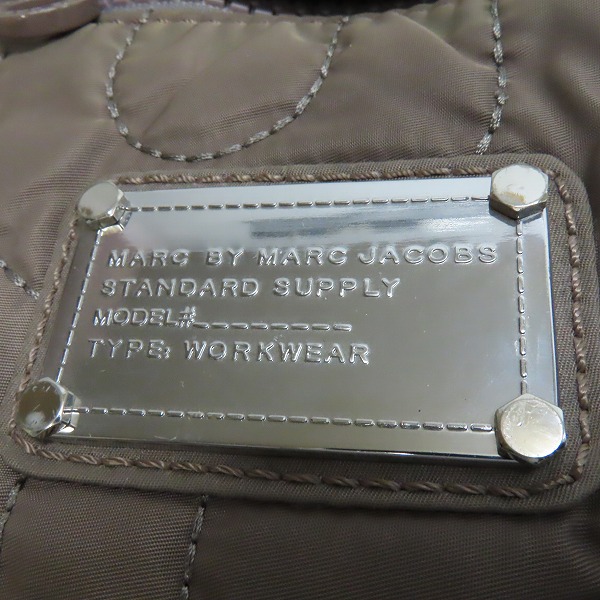 MARC BY MARC JACOBS
STANDARD SUPPLY
MODEL#________
TYPE: WORKWEAR